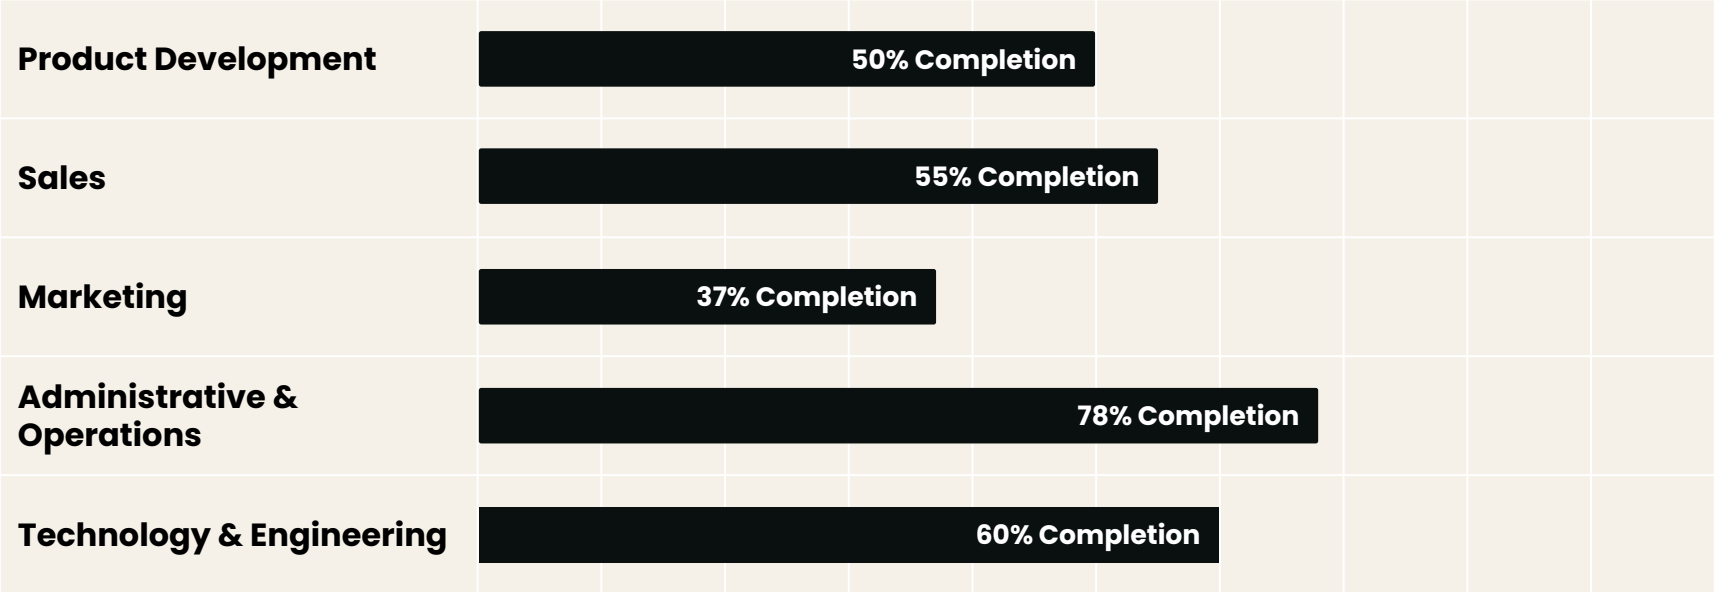 Product Development
50% Completion
Sales
55% Completion
Marketing
37% Completion
Administrative &
Operations
78% Completion
Technology & Engineering
60% Completion